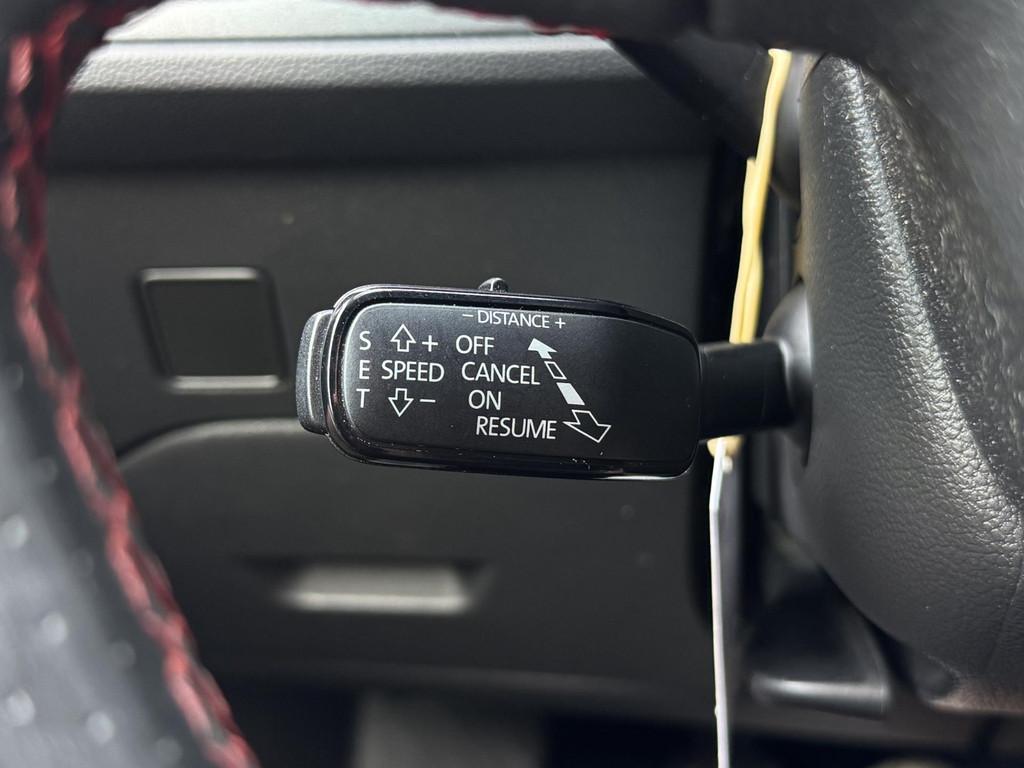 − DISTANCE +
S + OFF
E SPEED CANCEL
T − ON
RESUME